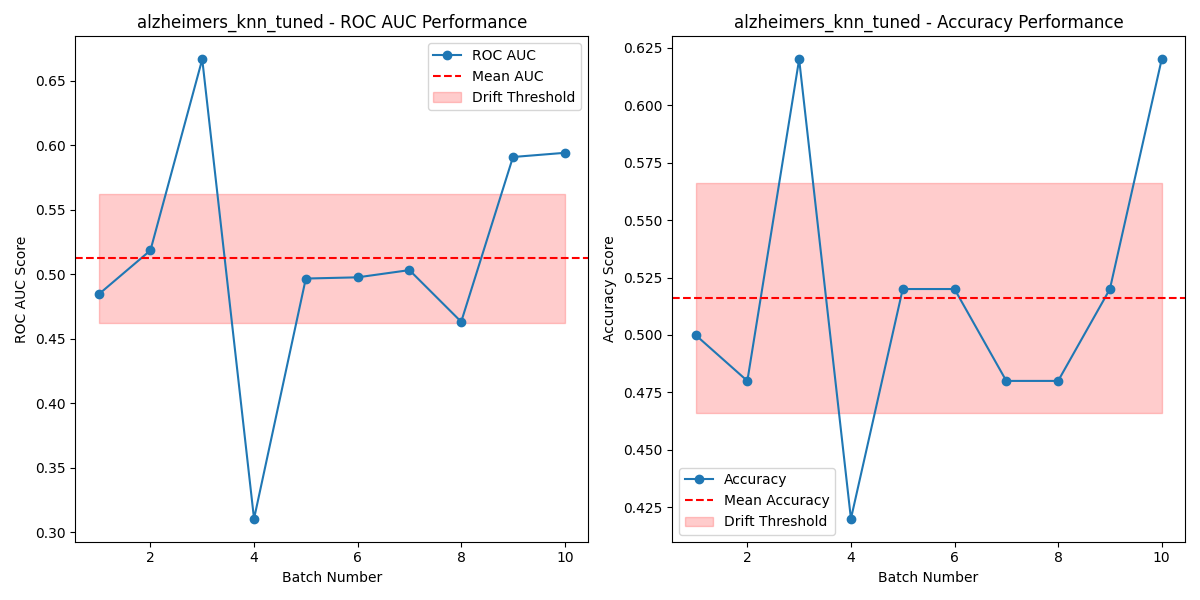 alzheimers_knn_tuned - ROC AUC Performance
ROC AUC Score
0.65
0.60
0.55
0.50
0.45
0.40
0.35
0.30
ROC AUC
Mean AUC
Drift Threshold
2
4
6
8
10
Batch Number
alzheimers_knn_tuned - Accuracy Performance
Accuracy Score
0.625
0.600
0.575
0.550
0.525
0.500
0.475
0.450
0.425
Accuracy
Mean Accuracy
Drift Threshold
2
4
6
8
10
Batch Number